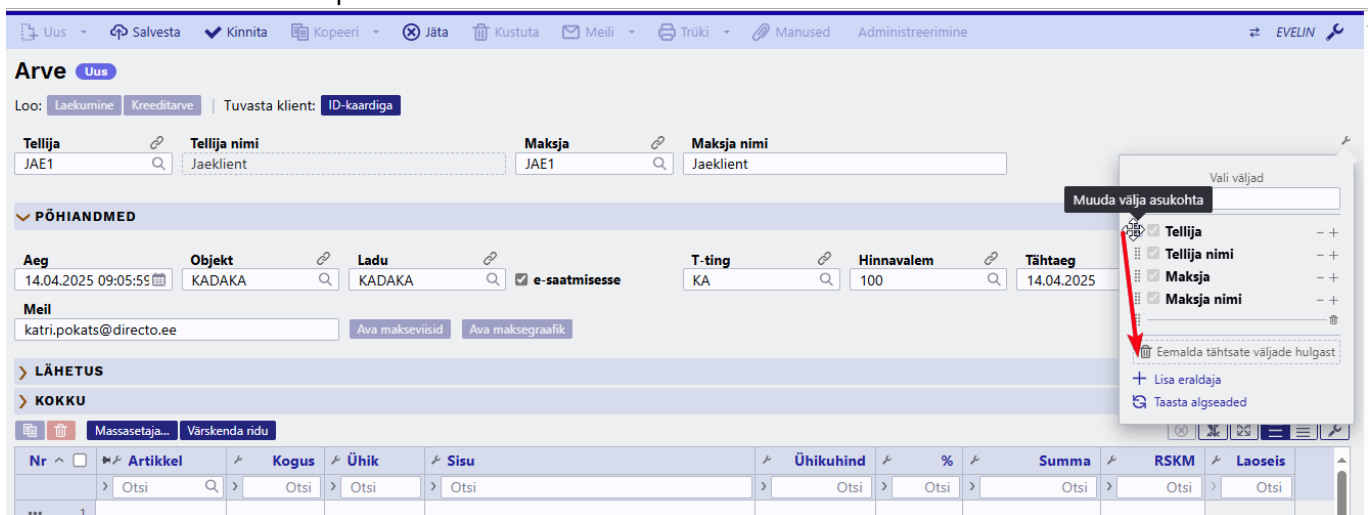 Uus Salvesta Kinnita Kopeeri Jäta Kustuta Meili Trüki Manused Administreerimine EVELIN
Arve Uus
Loo: Laekumine Kreeditarve | Tuvasta klient: ID-kaardiga
Tellija Tellija nimi Maksja Maksja nimi
JAE1 Jaeklient JAE1 Jaeklient
Vali väljad
Muuda välja asukohta
PÕHIANDMED
Tellija - +
Tellija nimi - +
Maksja - +
Maksja nimi - +
Aeg Objekt Ladu T-ting Hinnavalem Tähtaeg
14.04.2025 09:05:59 KADAKA KADAKA e-saatmisesse KA 100 14.04.2025
Meil
katri.pokats@directo.ee Ava makseviisid Ava maksegraafik
Eemalda tähtsate väljade hulgast
Lisa eraldaja
Taasta algseaded
LÄHETUS
KOKKU
Massasetaja... Värskenda ridu
Nr Artikkel Kogus Ühik Sisu Ühikuhind % Summa RSKM Laoseis
Otsi Otsi Otsi Otsi Otsi Otsi Otsi Otsi Otsi
1